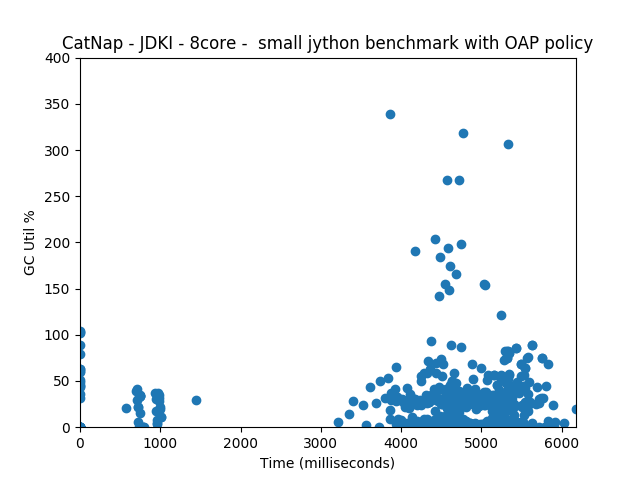 CatNap - JDKI - 8core -  small jython benchmark with OAP policy
400
350
300
250
200
150
100
50
0
GC Util %
0 1000 2000 3000 4000 5000 6000
Time (milliseconds)